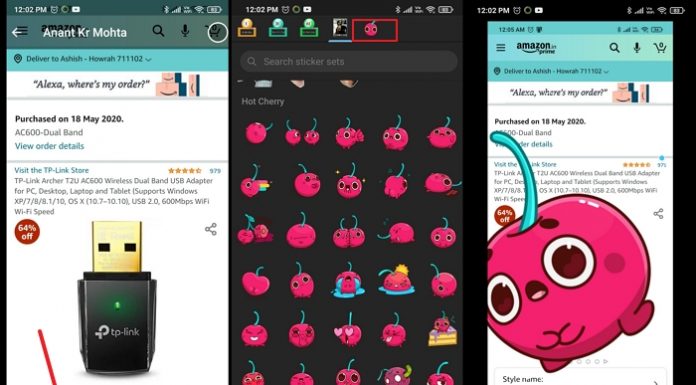 12:02 PM
amazon
Anant Kr Mohta
Deliver to Ashish - Howrah 711102
"Alexa, where's my order?"
Purchased on 18 May 2020.
AC600-Dual Band
View order details
Visit the TP-Link Store
979
TP-Link Archer T2U AC600 Wireless Dual Band USB Adapter
for PC, Desktop, Laptop and Tablet (Supports Windows
XP/7/8/8.1/10, OS X (10.7–10.10), USB 2.0, 600Mbps WiFi
Wi-Fi Speed
64%
off
tp-link
12:02 PM
Search sticker sets
Hot Cherry
12:02 PM
12:05 AM
amazon.in
prime
0
Deliver to Ashish - Howrah 711102
"Alexa, where's my order?"
Purchased on 18 May 2020.
AC600-Dual Band
View order details
Visit the TP-Link Store
971
TP-Link Archer T2U AC600 Wireless Dual Band USB Adapter
for PC, Desktop, Laptop and Tablet (Supports Windows
XP/7/8/8.1/10, OS X (10.7–10.10), USB 2.0, 600Mbps WiFi
Wi-Fi Speed
64%
off
Style name: